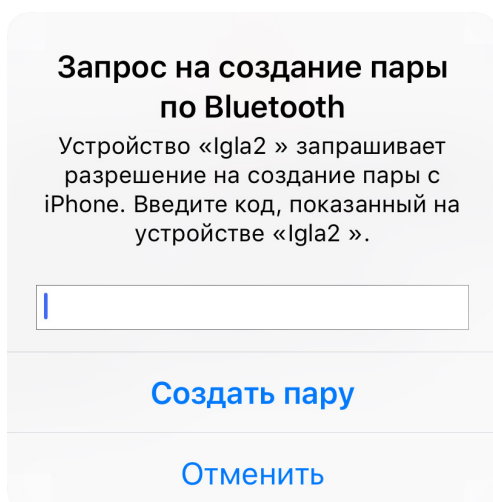 Запрос на создание пары
по Bluetooth
Устройство «Igla2 » запрашивает
разрешение на создание пары с
iPhone. Введите код, показанный на
устройстве «Igla2 ».
Создать пару
Отменить